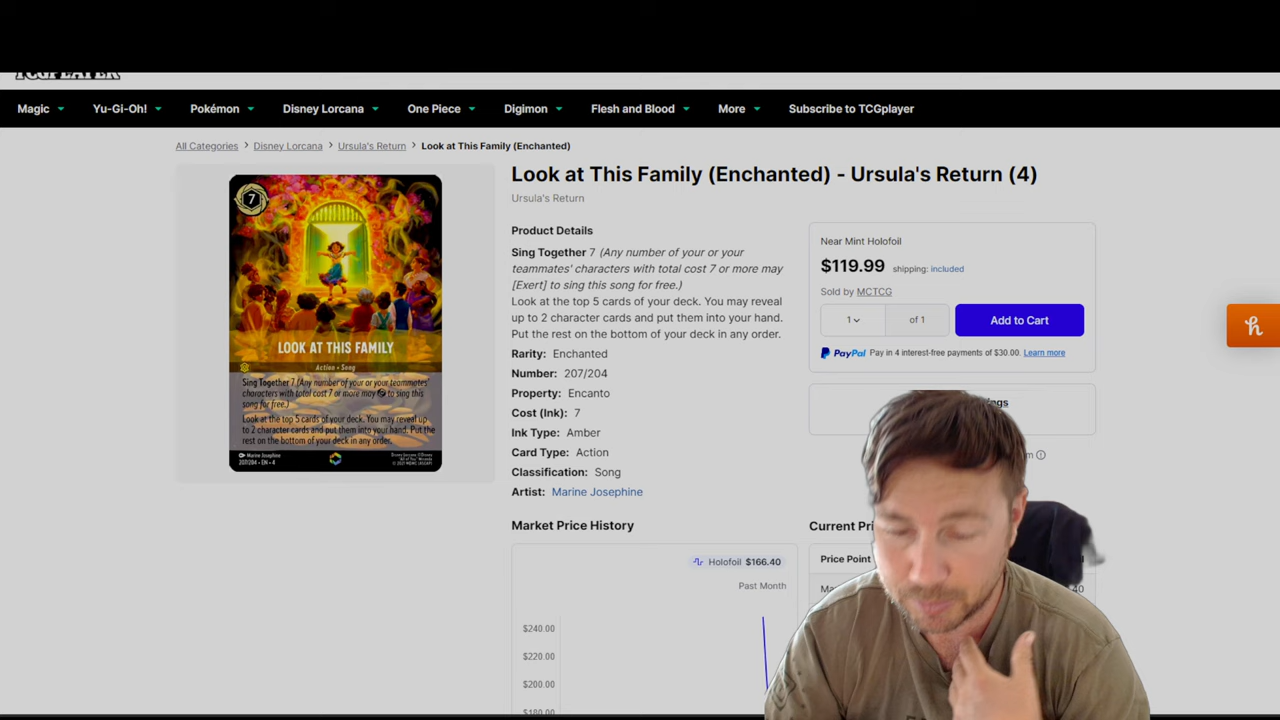 TCGPLAYER
Magic Yu-Gi-Oh! Pokémon Disney Lorcana One Piece Digimon Flesh and Blood More Subscribe to TCGplayer
All Categories > Disney Lorcana > Ursula's Return > Look at This Family (Enchanted)
Look at This Family (Enchanted) - Ursula's Return (4)
Ursula's Return
7
LOOK AT THIS FAMILY
Action • Song
Sing Together 7 (Any number of your or your teammates'
characters with total cost 7 or more may
to sing this
song for free.)
Look at the top 5 cards of your deck. You may reveal
up to 2 character cards and put them into your hand. Put
the rest on the bottom of your deck in any order.
Marine Josephine
207/204 • EN • 4
Product Details
Sing Together 7 (Any number of your or your
teammates' characters with total cost 7 or more may
[Exert] to sing this song for free.)
Look at the top 5 cards of your deck. You may reveal
up to 2 character cards and put them into your hand.
Put the rest on the bottom of your deck in any order.
Rarity: Enchanted
Number: 207/204
Property: Encanto
Cost (Ink): 7
Ink Type: Amber
Card Type: Action
Classification: Song
Artist: Marine Josephine
Near Mint Holofoil
$119.99 shipping: included
Sold by MCTCG
1 of 1 Add to Cart
PayPal Pay in 4 interest-free payments of $30.00. Learn more
Market Price History
Holofoil $166.40
Past Month
$240.00
$220.00
$200.00
$180.00
Price Point